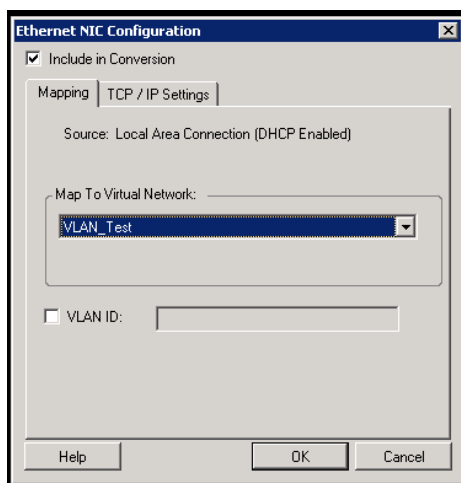 Ethernet NIC Configuration
Include in Conversion
Mapping TCP / IP Settings
Source: Local Area Connection (DHCP Enabled)
Map To Virtual Network:
VLAN_Test
VLAN ID:
Help OK Cancel